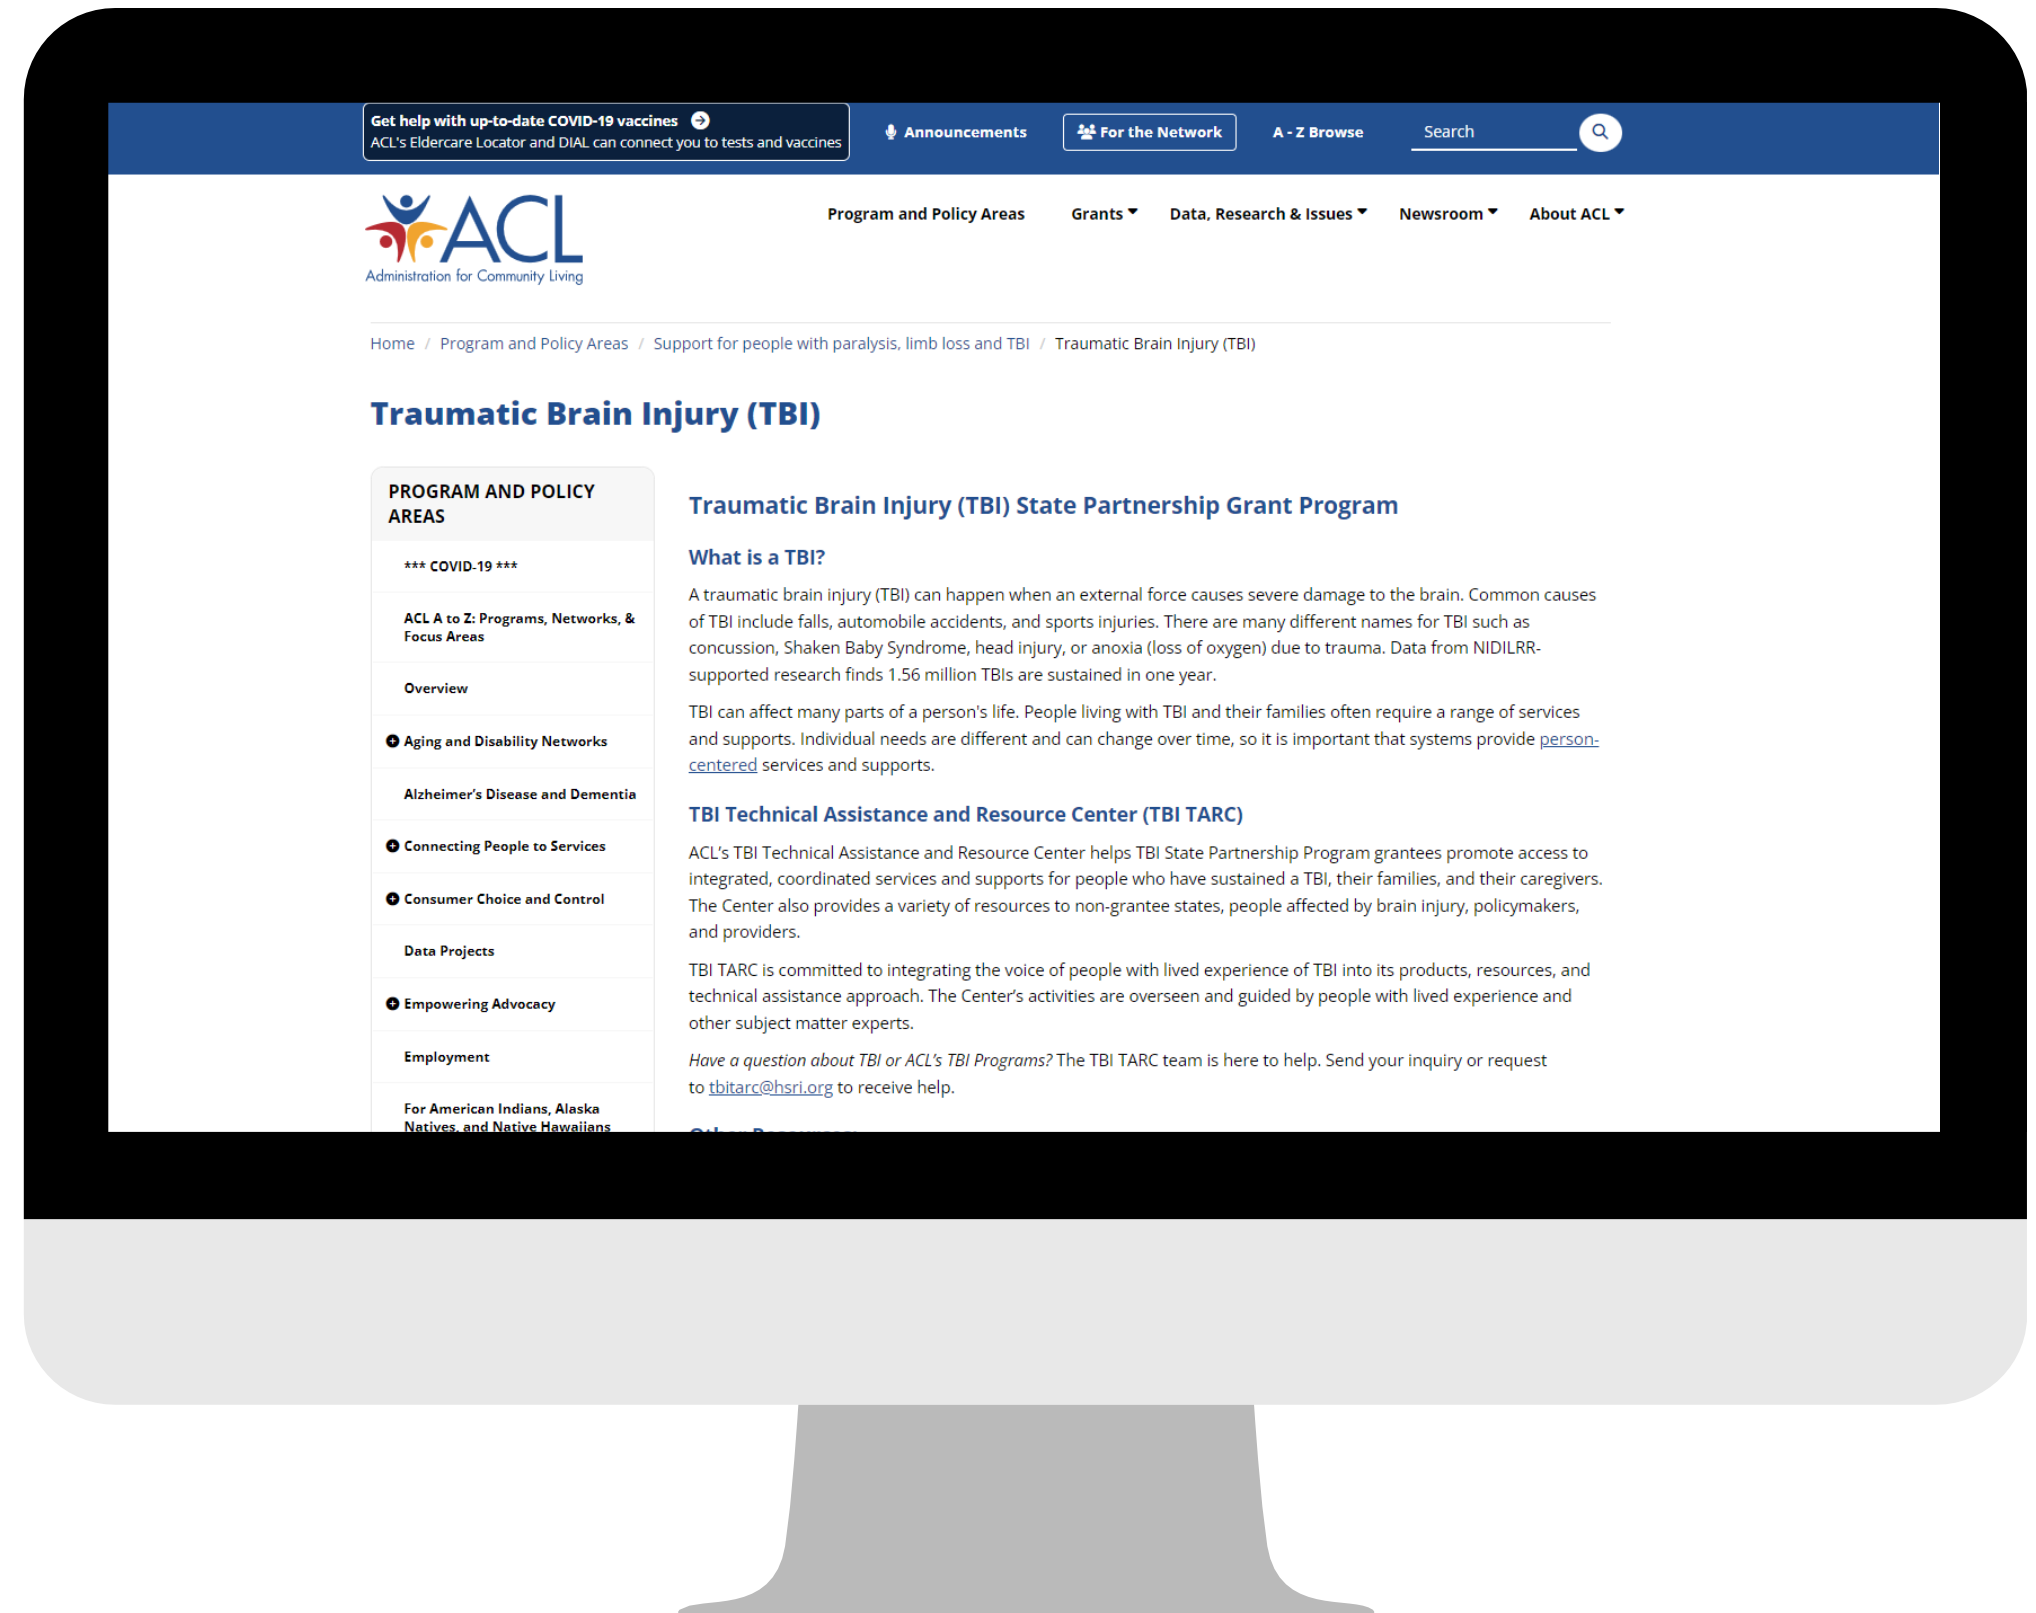 Get help with up-to-date COVID-19 vaccines
ACL's Eldercare Locator and DIAL can connect you to tests and vaccines
Announcements
For the Network
A - Z Browse
Search
ACL
Administration for Community Living
Program and Policy Areas
Grants
Data, Research & Issues
Newsroom
About ACL
Home / Program and Policy Areas / Support for people with paralysis, limb loss and TBI / Traumatic Brain Injury (TBI)
Traumatic Brain Injury (TBI)
PROGRAM AND POLICY
AREAS
*** COVID-19 ***
ACL A to Z: Programs, Networks, &
Focus Areas
Overview
Aging and Disability Networks
Alzheimer's Disease and Dementia
Connecting People to Services
Consumer Choice and Control
Data Projects
Empowering Advocacy
Employment
For American Indians, Alaska
Natives, and Native Hawaiians
Traumatic Brain Injury (TBI) State Partnership Grant Program
What is a TBI?
A traumatic brain injury (TBI) can happen when an external force causes severe damage to the brain. Common causes
of TBI include falls, automobile accidents, and sports injuries. There are many different names for TBI such as
concussion, Shaken Baby Syndrome, head injury, or anoxia (loss of oxygen) due to trauma. Data from NIDILRR-
supported research finds 1.56 million TBIs are sustained in one year.
TBI can affect many parts of a person's life. People living with TBI and their families often require a range of services
and supports. Individual needs are different and can change over time, so it is important that systems provide person-
centered services and supports.
TBI Technical Assistance and Resource Center (TBI TARC)
ACL's TBI Technical Assistance and Resource Center helps TBI State Partnership Program grantees promote access to
integrated, coordinated services and supports for people who have sustained a TBI, their families, and their caregivers.
The Center also provides a variety of resources to non-grantee states, people affected by brain injury, policymakers,
and providers.
TBI TARC is committed to integrating the voice of people with lived experience of TBI into its products, resources, and
technical assistance approach. The Center's activities are overseen and guided by people with lived experience and
other subject matter experts.
Have a question about TBI or ACL's TBI Programs? The TBI TARC team is here to help. Send your inquiry or request
to tbitarc@hsri.org to receive help.